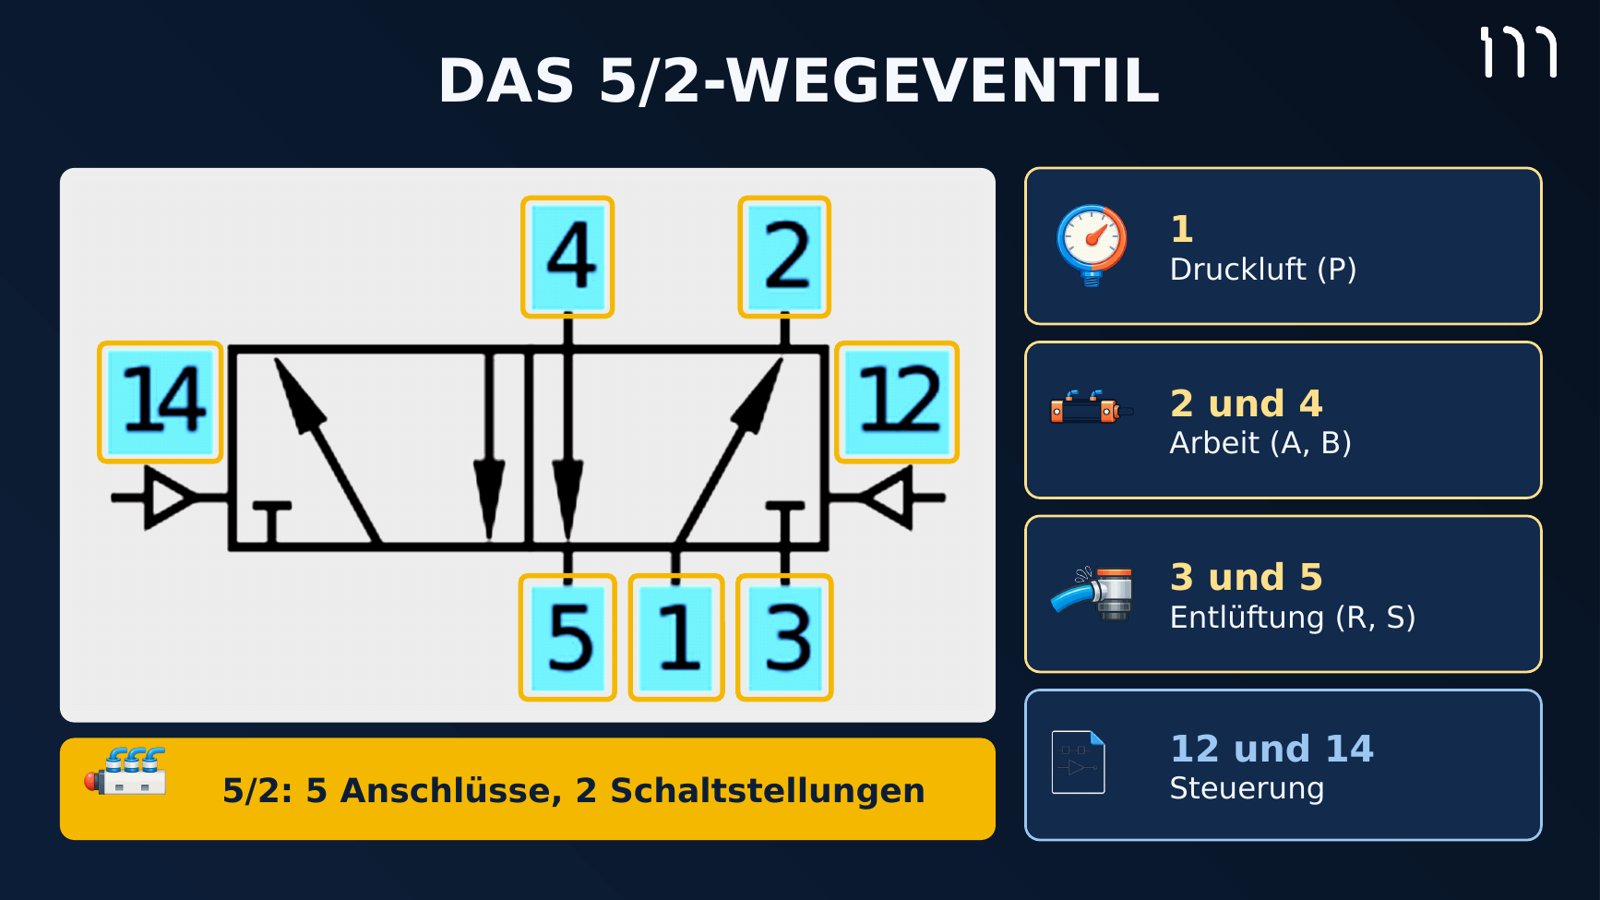 DAS 5/2-WEGEVENTIL
4
2
14
12
5
1
3
5/2: 5 Anschlüsse, 2 Schaltstellungen
1
Druckluft (P)
2 und 4
Arbeit (A, B)
3 und 5
Entlüftung (R, S)
12 und 14
Steuerung